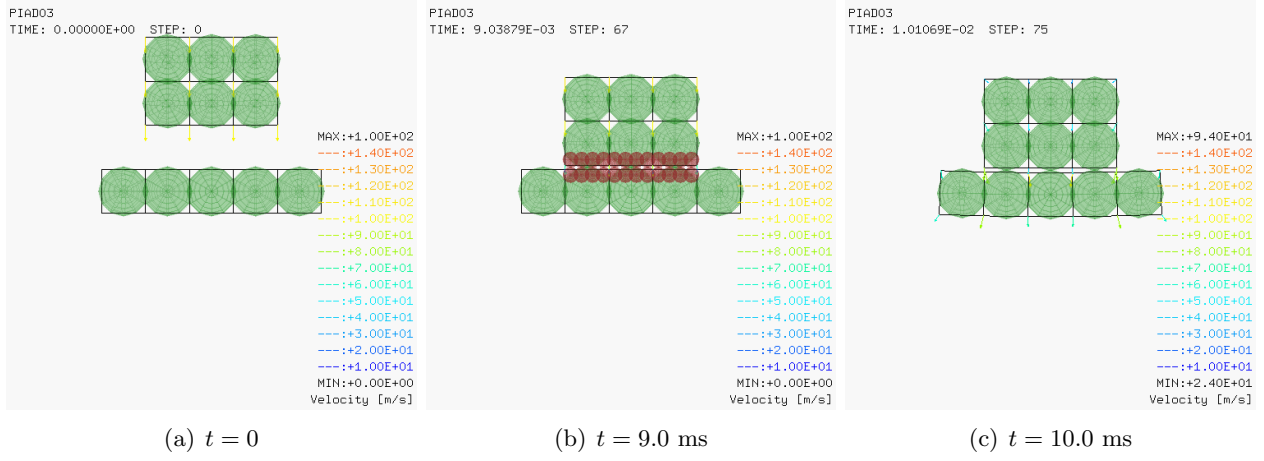 PIAD03
TIME: 0.00000E+00 STEP: 0
MAX:+1.00E+02
---:+1.40E+02
---:+1.30E+02
---:+1.20E+02
---:+1.10E+02
---:+1.00E+02
---:+9.00E+01
---:+8.00E+01
---:+7.00E+01
---:+6.00E+01
---:+5.00E+01
---:+4.00E+01
---:+3.00E+01
---:+2.00E+01
---:+1.00E+01
MIN:+0.00E+00
Velocity [m/s]
(a) t = 0
PIAD03
TIME: 9.03879E-03 STEP: 67
MAX:+1.00E+02
---:+1.40E+02
---:+1.30E+02
---:+1.20E+02
---:+1.10E+02
---:+1.00E+02
---:+9.00E+01
---:+8.00E+01
---:+7.00E+01
---:+6.00E+01
---:+5.00E+01
---:+4.00E+01
---:+3.00E+01
---:+2.00E+01
---:+1.00E+01
MIN:+0.00E+00
Velocity [m/s]
(b) t = 9.0 ms
PIAD03
TIME: 1.01069E-02 STEP: 75
MAX:+9.40E+01
---:+1.40E+02
---:+1.30E+02
---:+1.20E+02
---:+1.10E+02
---:+1.00E+02
---:+9.00E+01
---:+8.00E+01
---:+7.00E+01
---:+6.00E+01
---:+5.00E+01
---:+4.00E+01
---:+3.00E+01
---:+2.00E+01
---:+1.00E+01
MIN:+2.40E+01
Velocity [m/s]
(c) t = 10.0 ms